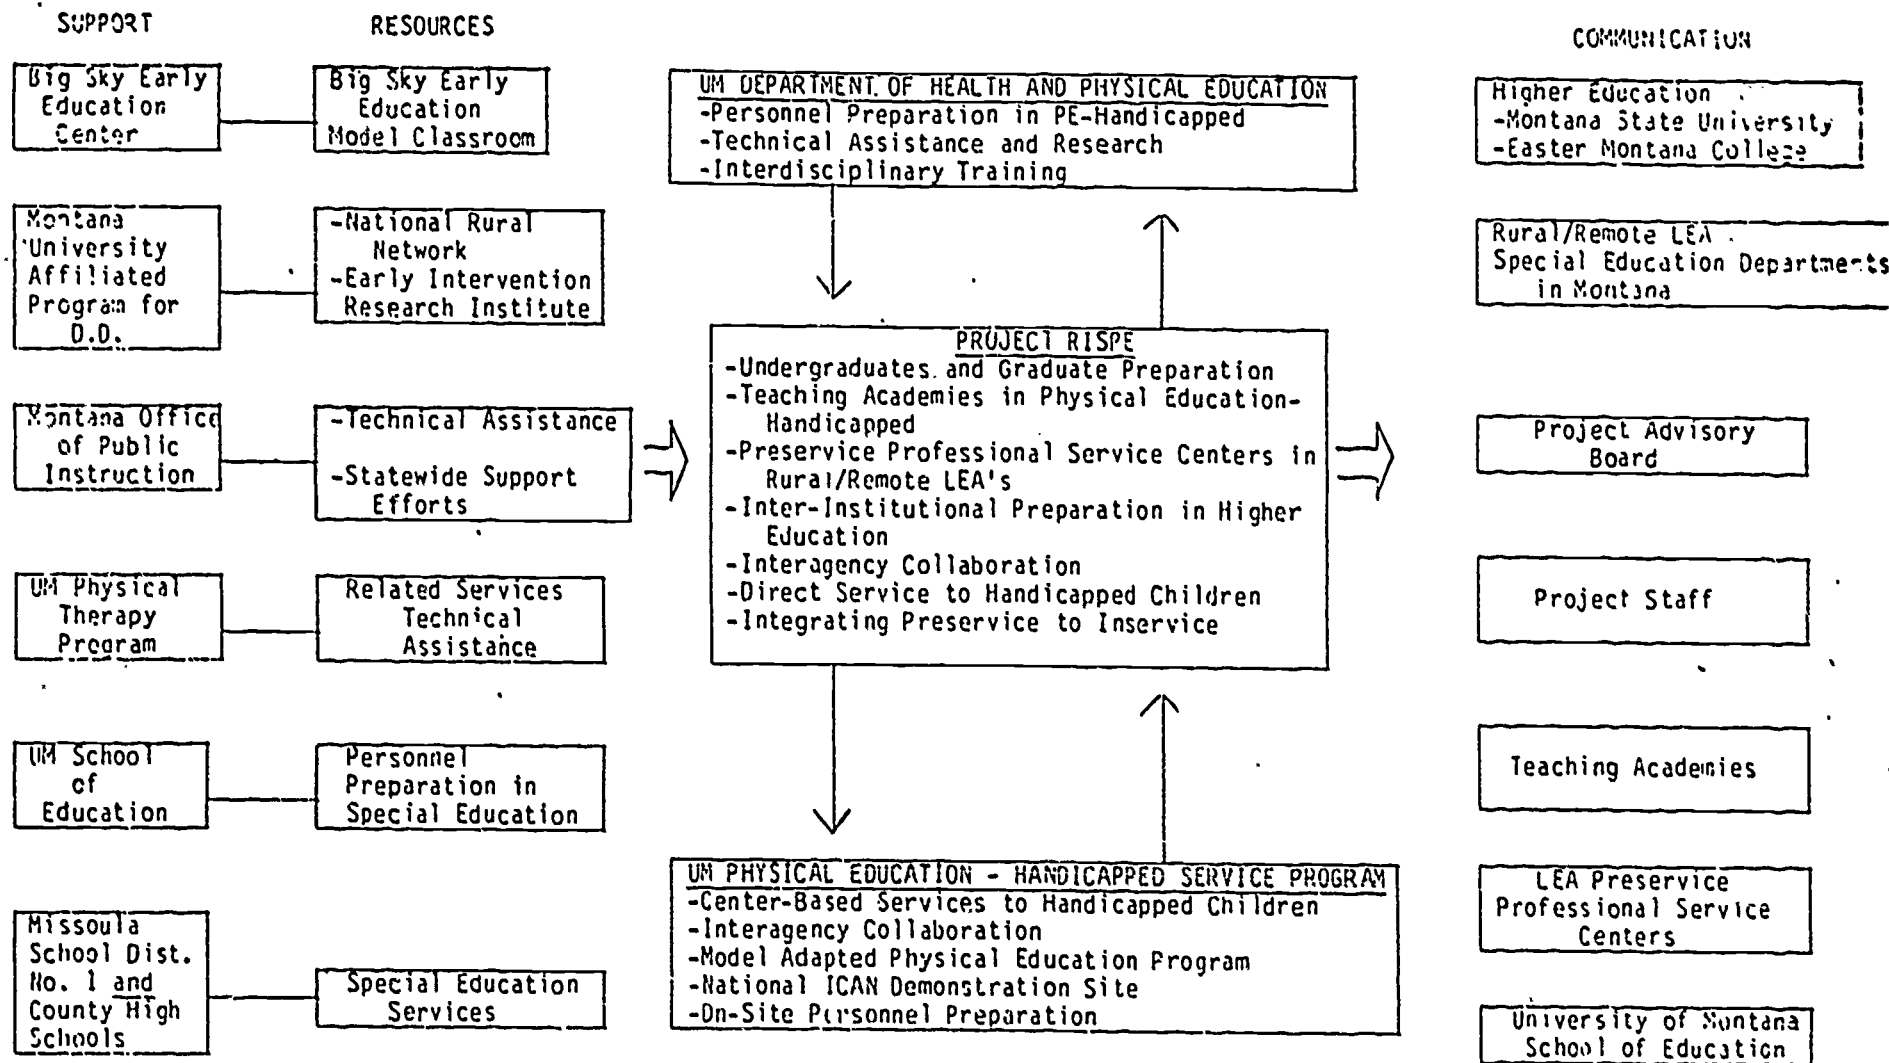 SUPPORT
RESOURCES
COMMUNICATION
Big Sky Early
Education
Center
Big Sky Early
Education
Model Classroom
Montana
University
Affiliated
Program for
D.D.
-National Rural
Network
-Early Intervention
Research Institute
Montana Office
of Public
Instruction
-Technical Assistance
-Statewide Support
Efforts
UM Physical
Therapy
Program
Related Services
Technical
Assistance
UM School
of
Education
Personnel
Preparation in
Special Education
Missoula
School Dist.
No. 1 and
County High
Schools
Special Education
Services
UM DEPARTMENT OF HEALTH AND PHYSICAL EDUCATION
-Personnel Preparation in PE-Handicapped
-Technical Assistance and Research
-Interdisciplinary Training
PROJECT RISPE
-Undergraduates and Graduate Preparation
-Teaching Academies in Physical Education-
Handicapped
-Preservice Professional Service Centers in
Rural/Remote LEA's
-Inter-Institutional Preparation in Higher
Education
-Interagency Collaboration
-Direct Service to Handicapped Children
-Integrating Preservice to Inservice
UM PHYSICAL EDUCATION - HANDICAPPED SERVICE PROGRAM
-Center-Based Services to Handicapped Children
-Interagency Collaboration
-Model Adapted Physical Education Program
-National ICAN Demonstration Site
-On-Site Personnel Preparation
Higher Education
-Montana State University
-Easter Montana College
Rural/Remote LEA
Special Education Departments
in Montana
Project Advisory
Board
Project Staff
Teaching Academies
LEA Preservice
Professional Service
Centers
University of Montana
School of Education